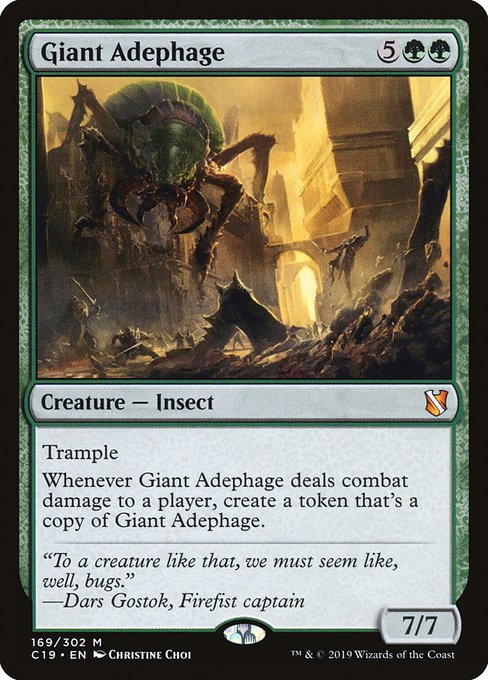 Giant Adephage 5
Creature — Insect
Trample
Whenever Giant Adephage deals combat
damage to a player, create a token that's a
copy of Giant Adephage.
“To a creature like that, we must seem like,
well, bugs.”
—Dars Gostok, Firefist captain
7/7
169/302 M
C19 • EN Christine Choi
™ & © 2019 Wizards of the Coast